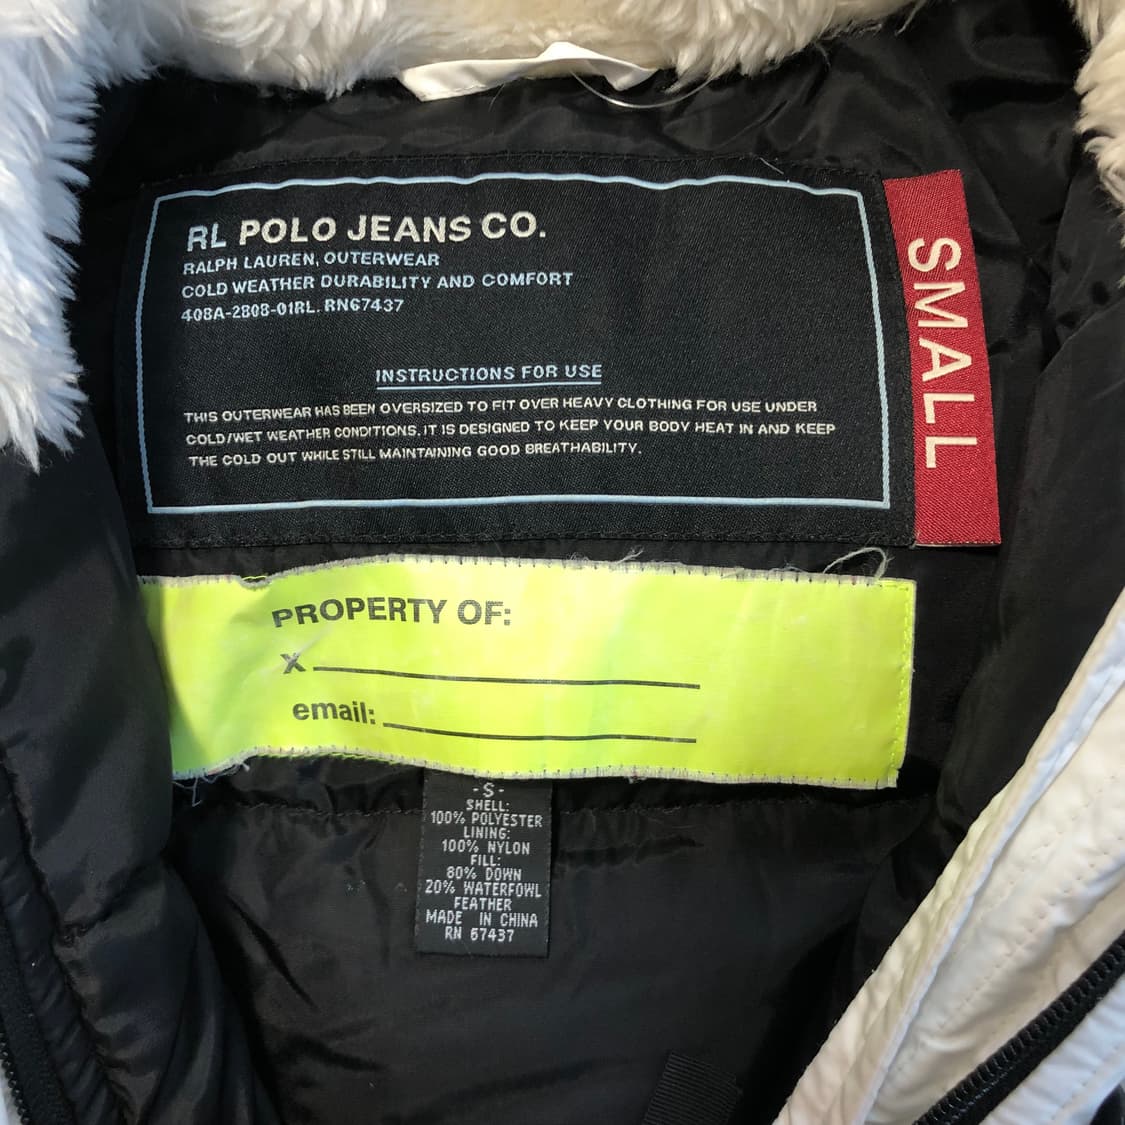 RL POLO JEANS CO.
RALPH LAUREN, OUTERWEAR
COLD WEATHER DURABILITY AND COMFORT
408A-2808-01RL. RN67437
INSTRUCTIONS FOR USE
THIS OUTERWEAR HAS BEEN OVERSIZED TO FIT OVER HEAVY CLOTHING FOR USE UNDER
COLD/WET WEATHER CONDITIONS. IT IS DESIGNED TO KEEP YOUR BODY HEAT IN AND KEEP
THE COLD OUT WHILE STILL MAINTAINING GOOD BREATHABILITY.
SMALL
PROPERTY OF:
X
email:
- S -
SHELL:
100% POLYESTER
LINING:
100% NYLON
FILL:
80% DOWN
20% WATERFOWL
FEATHER
MADE IN CHINA
RN 67437